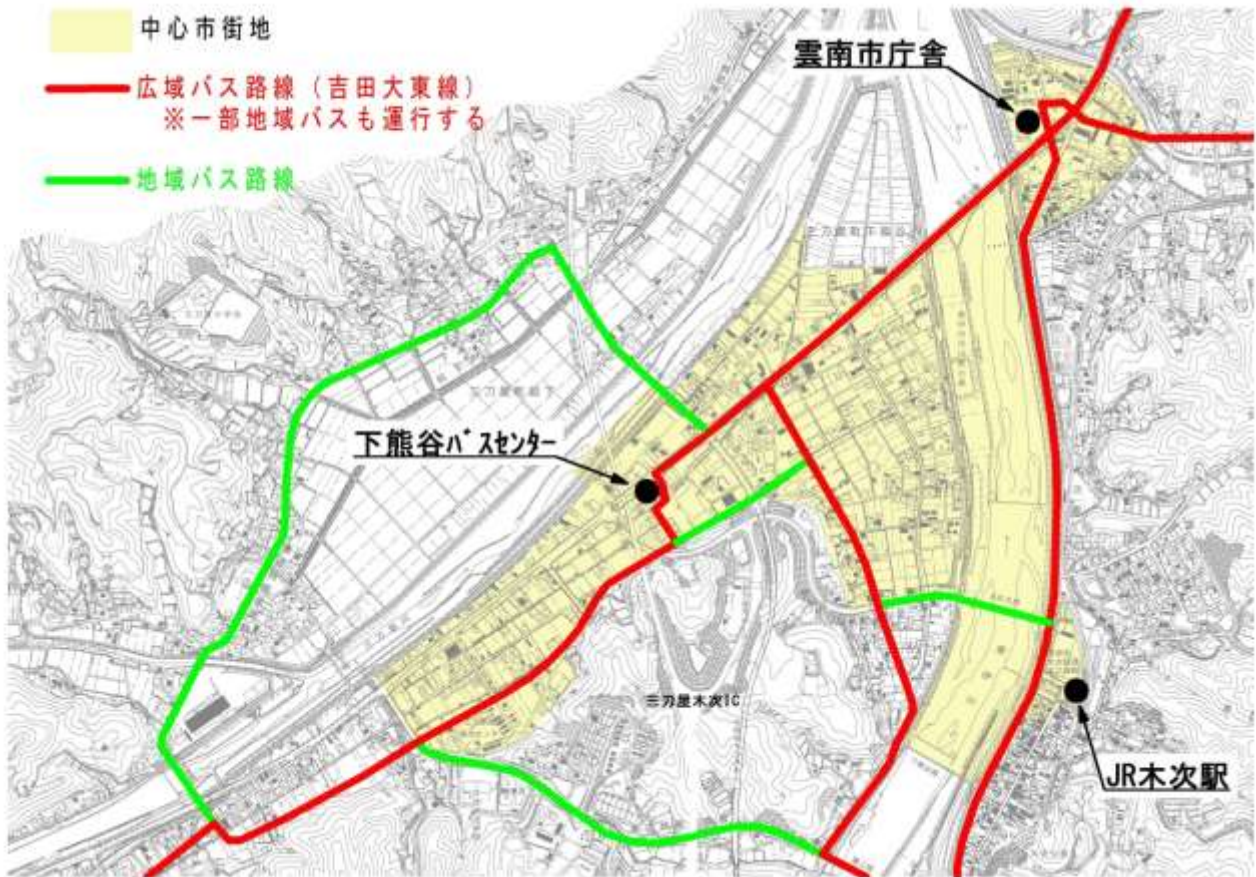 中心市街地
広域バス路線（吉田大東線）
※一部地域バスも運行する
地域バス路線
雲南市庁舎
下熊谷バスセンター
三刀屋木次IC
JR木次駅